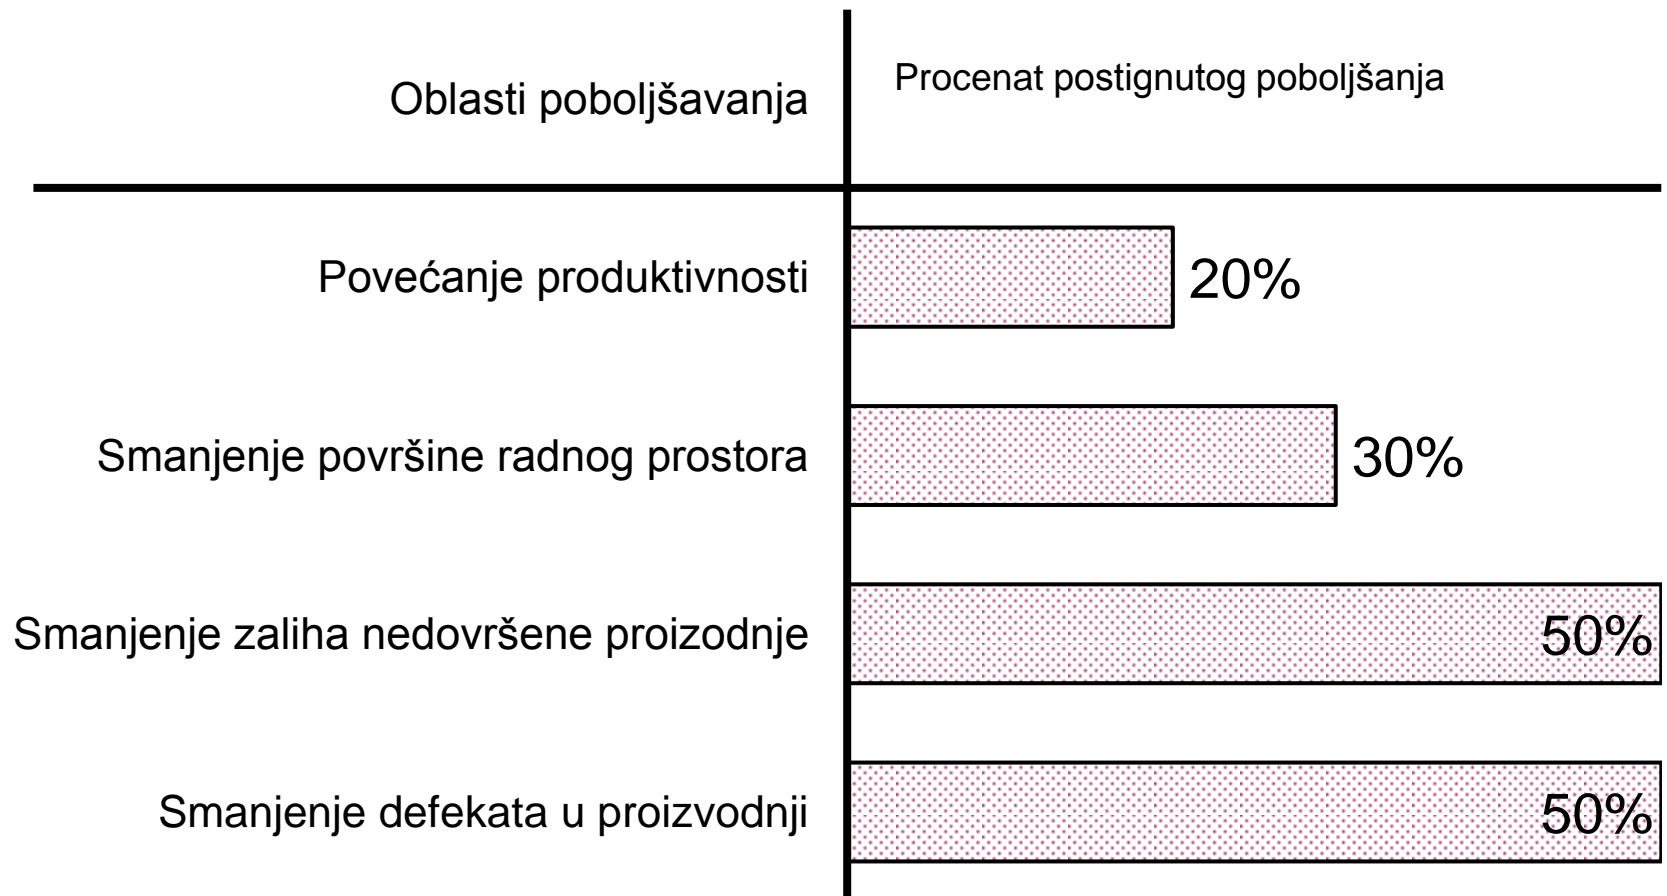 Oblasti poboljšavanja
Procenat postignutog poboljšanja
Povećanje produktivnosti
20%
Smanjenje površine radnog prostora
30%
Smanjenje zaliha nedovršene proizodnje
50%
Smanjenje defekata u proizvodnji
50%